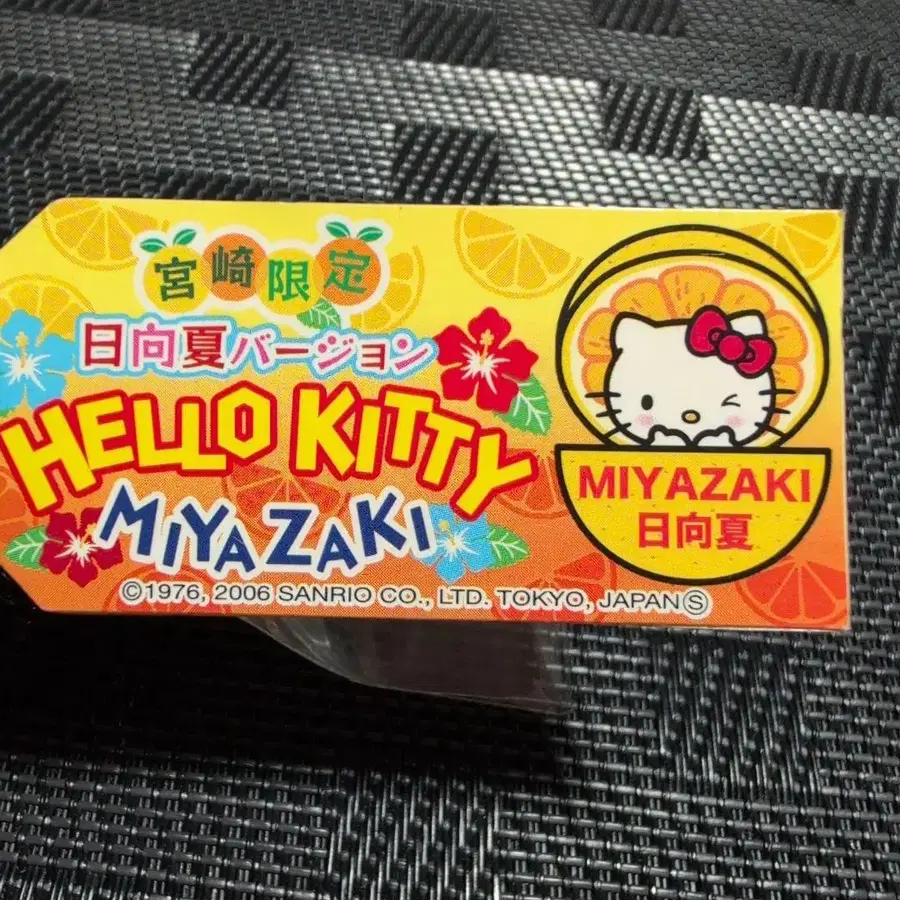 宮崎限定
日向夏バージョン
HELLO KITTY
MIYAZAKI
©1976, 2006 SANRIO CO., LTD. TOKYO, JAPANⓈ
MIYAZAKI
日向夏